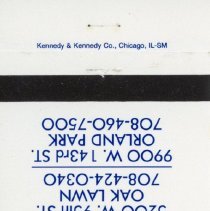 Kennedy & Kennedy Co., Chicago, IL-SM
5200 W. 95th ST.
OAK LAWN
708-424-0340
9900 W. 143rd ST.
ORLAND PARK
708-460-7500